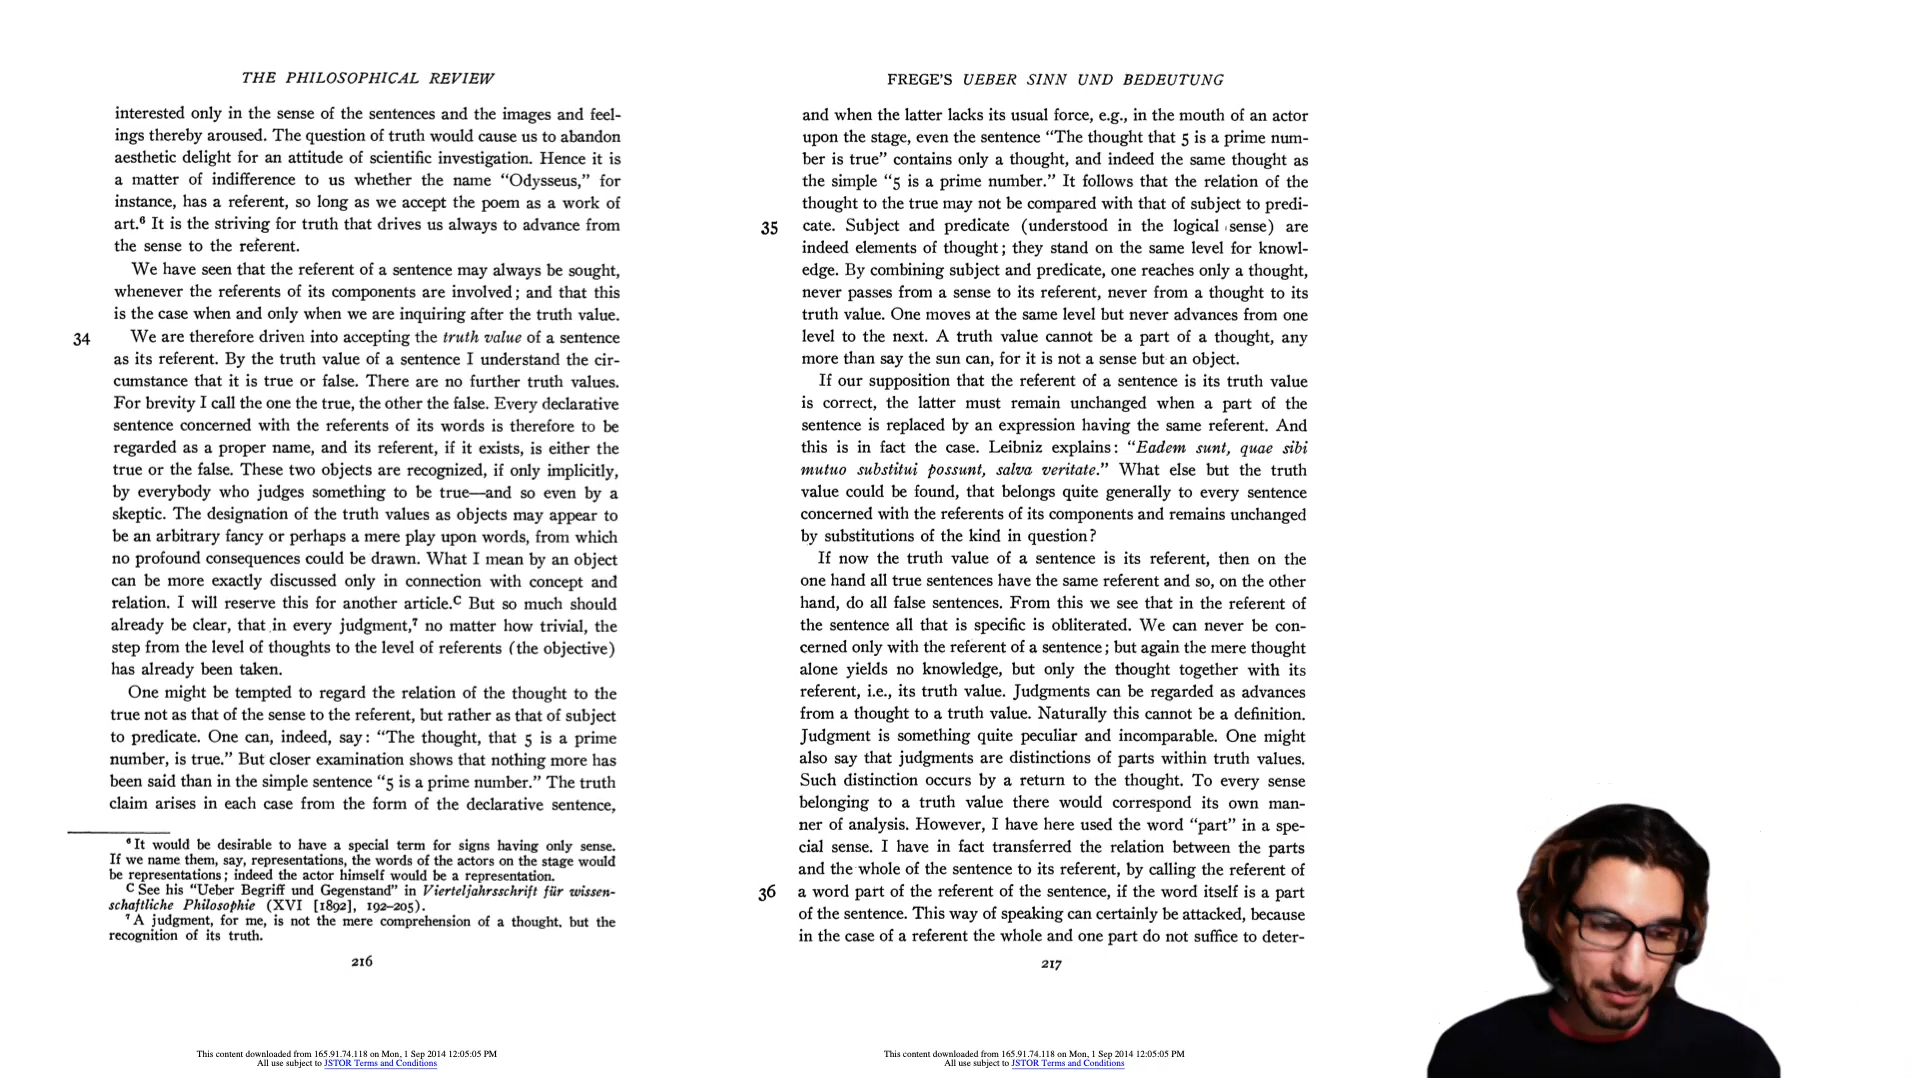 THE PHILOSOPHICAL REVIEW
interested only in the sense of the sentences and the images and feel-
ings thereby aroused. The question of truth would cause us to abandon
aesthetic delight for an attitude of scientific investigation. Hence it is
a matter of indifference to us whether the name “Odysseus,” for
instance, has a referent, so long as we accept the poem as a work of
art.⁶ It is the striving for truth that drives us always to advance from
the sense to the referent.
We have seen that the referent of a sentence may always be sought,
whenever the referents of its components are involved; and that this
is the case when and only when we are inquiring after the truth value.
34 We are therefore driven into accepting the truth value of a sentence
as its referent. By the truth value of a sentence I understand the cir-
cumstance that it is true or false. There are no further truth values.
For brevity I call the one the true, the other the false. Every declarative
sentence concerned with the referents of its words is therefore to be
regarded as a proper name, and its referent, if it exists, is either the
true or the false. These two objects are recognized, if only implicitly,
by everybody who judges something to be true—and so even by a
skeptic. The designation of the truth values as objects may appear to
be an arbitrary fancy or perhaps a mere play upon words, from which
no profound consequences could be drawn. What I mean by an object
can be more exactly discussed only in connection with concept and
relation. I will reserve this for another article.ᶜ But so much should
already be clear, that in every judgment,⁷ no matter how trivial, the
step from the level of thoughts to the level of referents (the objective)
has already been taken.
One might be tempted to regard the relation of the thought to the
true not as that of the sense to the referent, but rather as that of subject
to predicate. One can, indeed, say: “The thought, that 5 is a prime
number, is true.” But closer examination shows that nothing more has
been said than in the simple sentence “5 is a prime number.” The truth
claim arises in each case from the form of the declarative sentence,
⁶ It would be desirable to have a special term for signs having only sense.
If we name them, say, representations, the words of the actors on the stage would
be representations; indeed the actor himself would be a representation.
C See his “Ueber Begriff und Gegenstand” in Vierteljahrsschrift für wissen-
schaftliche Philosophie (XVI [1892], 192–205).
⁷ A judgment, for me, is not the mere comprehension of a thought, but the
recognition of its truth.
216
This content downloaded from 165.91.74.118 on Mon, 1 Sep 2014 12:05:05 PM
All use subject to JSTOR Terms and Conditions
FREGE'S UEBER SINN UND BEDEUTUNG
and when the latter lacks its usual force, e.g., in the mouth of an actor
upon the stage, even the sentence “The thought that 5 is a prime num-
ber is true” contains only a thought, and indeed the same thought as
the simple “5 is a prime number.” It follows that the relation of the
thought to the true may not be compared with that of subject to predi-
35 cate. Subject and predicate (understood in the logical sense) are
indeed elements of thought; they stand on the same level for knowl-
edge. By combining subject and predicate, one reaches only a thought,
never passes from a sense to its referent, never from a thought to its
truth value. One moves at the same level but never advances from one
level to the next. A truth value cannot be a part of a thought, any
more than say the sun can, for it is not a sense but an object.
If our supposition that the referent of a sentence is its truth value
is correct, the latter must remain unchanged when a part of the
sentence is replaced by an expression having the same referent. And
this is in fact the case. Leibniz explains: “Eadem sunt, quae sibi
mutuo substitui possunt, salva veritate.” What else but the truth
value could be found, that belongs quite generally to every sentence
concerned with the referents of its components and remains unchanged
by substitutions of the kind in question?
If now the truth value of a sentence is its referent, then on the
one hand all true sentences have the same referent and so, on the other
hand, do all false sentences. From this we see that in the referent of
the sentence all that is specific is obliterated. We can never be con-
cerned only with the referent of a sentence; but again the mere thought
alone yields no knowledge, but only the thought together with its
referent, i.e., its truth value. Judgments can be regarded as advances
from a thought to a truth value. Naturally this cannot be a definition.
Judgment is something quite peculiar and incomparable. One might
also say that judgments are distinctions of parts within truth values.
Such distinction occurs by a return to the thought. To every sense
belonging to a truth value there would correspond its own man-
ner of analysis. However, I have here used the word “part” in a spe-
cial sense. I have in fact transferred the relation between the parts
and the whole of the sentence to its referent, by calling the referent of
36 a word part of the referent of the sentence, if the word itself is a part
of the sentence. This way of speaking can certainly be attacked, because
in the case of a referent the whole and one part do not suffice to deter-
217
This content downloaded from 165.91.74.118 on Mon, 1 Sep 2014 12:05:05 PM
All use subject to JSTOR Terms and Conditions